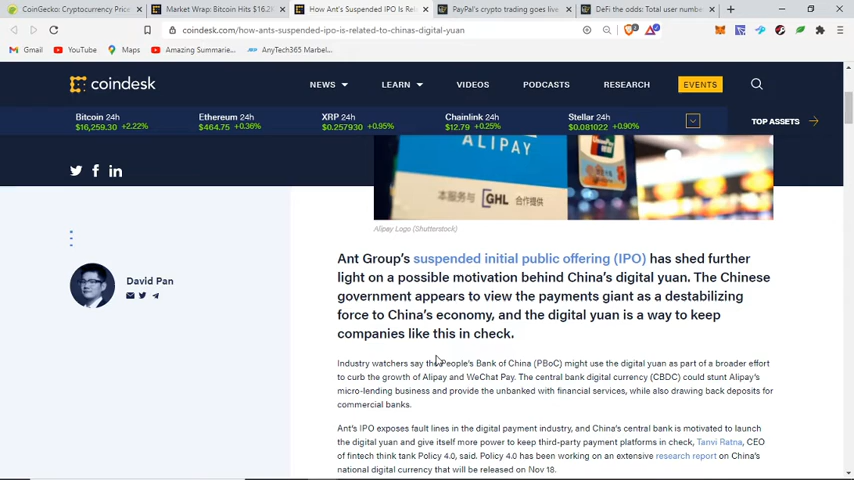 CoinGecko: Cryptocurrency Price
Market Wrap: Bitcoin Hits $16.2K
How Ant's Suspended IPO Is Rel
PayPal's crypto trading goes live
DeFi the odds: Total user numbe
coindesk.com/how-ants-suspended-ipo-is-related-to-chinas-digital-yuan
Gmail YouTube Maps Amazing Summarie... AnyTech365 Marbel...
coindesk NEWS LEARN VIDEOS PODCASTS RESEARCH EVENTS
Bitcoin 24h Ethereum 24h XRP 24h Chainlink 24h Stellar 24h
$16,259.30 +2.22% $464.75 +0.36% $0.257930 +0.95% $12.79 +0.25% $0.081022 +0.90%
TOP ASSETS
ALIPAY
本服务与 GHL 合作提供
Alipay Logo (Shutterstock)
David Pan
Ant Group's suspended initial public offering (IPO) has shed further
light on a possible motivation behind China's digital yuan. The Chinese
government appears to view the payments giant as a destabilizing
force to China's economy, and the digital yuan is a way to keep
companies like this in check.
Industry watchers say the People's Bank of China (PBoC) might use the digital yuan as part of a broader effort
to curb the growth of Alipay and WeChat Pay. The central bank digital currency (CBDC) could stunt Alipay's
micro-lending business and provide the unbanked with financial services, while also drawing back deposits for
commercial banks.
Ant's IPO exposes fault lines in the digital payment industry, and China's central bank is motivated to launch
the digital yuan and give itself more power to keep third-party payment platforms in check, Tanvi Ratna, CEO
of fintech think tank Policy 4.0, said. Policy 4.0 has been working on an extensive research report on China's
national digital currency that will be released on Nov 18.